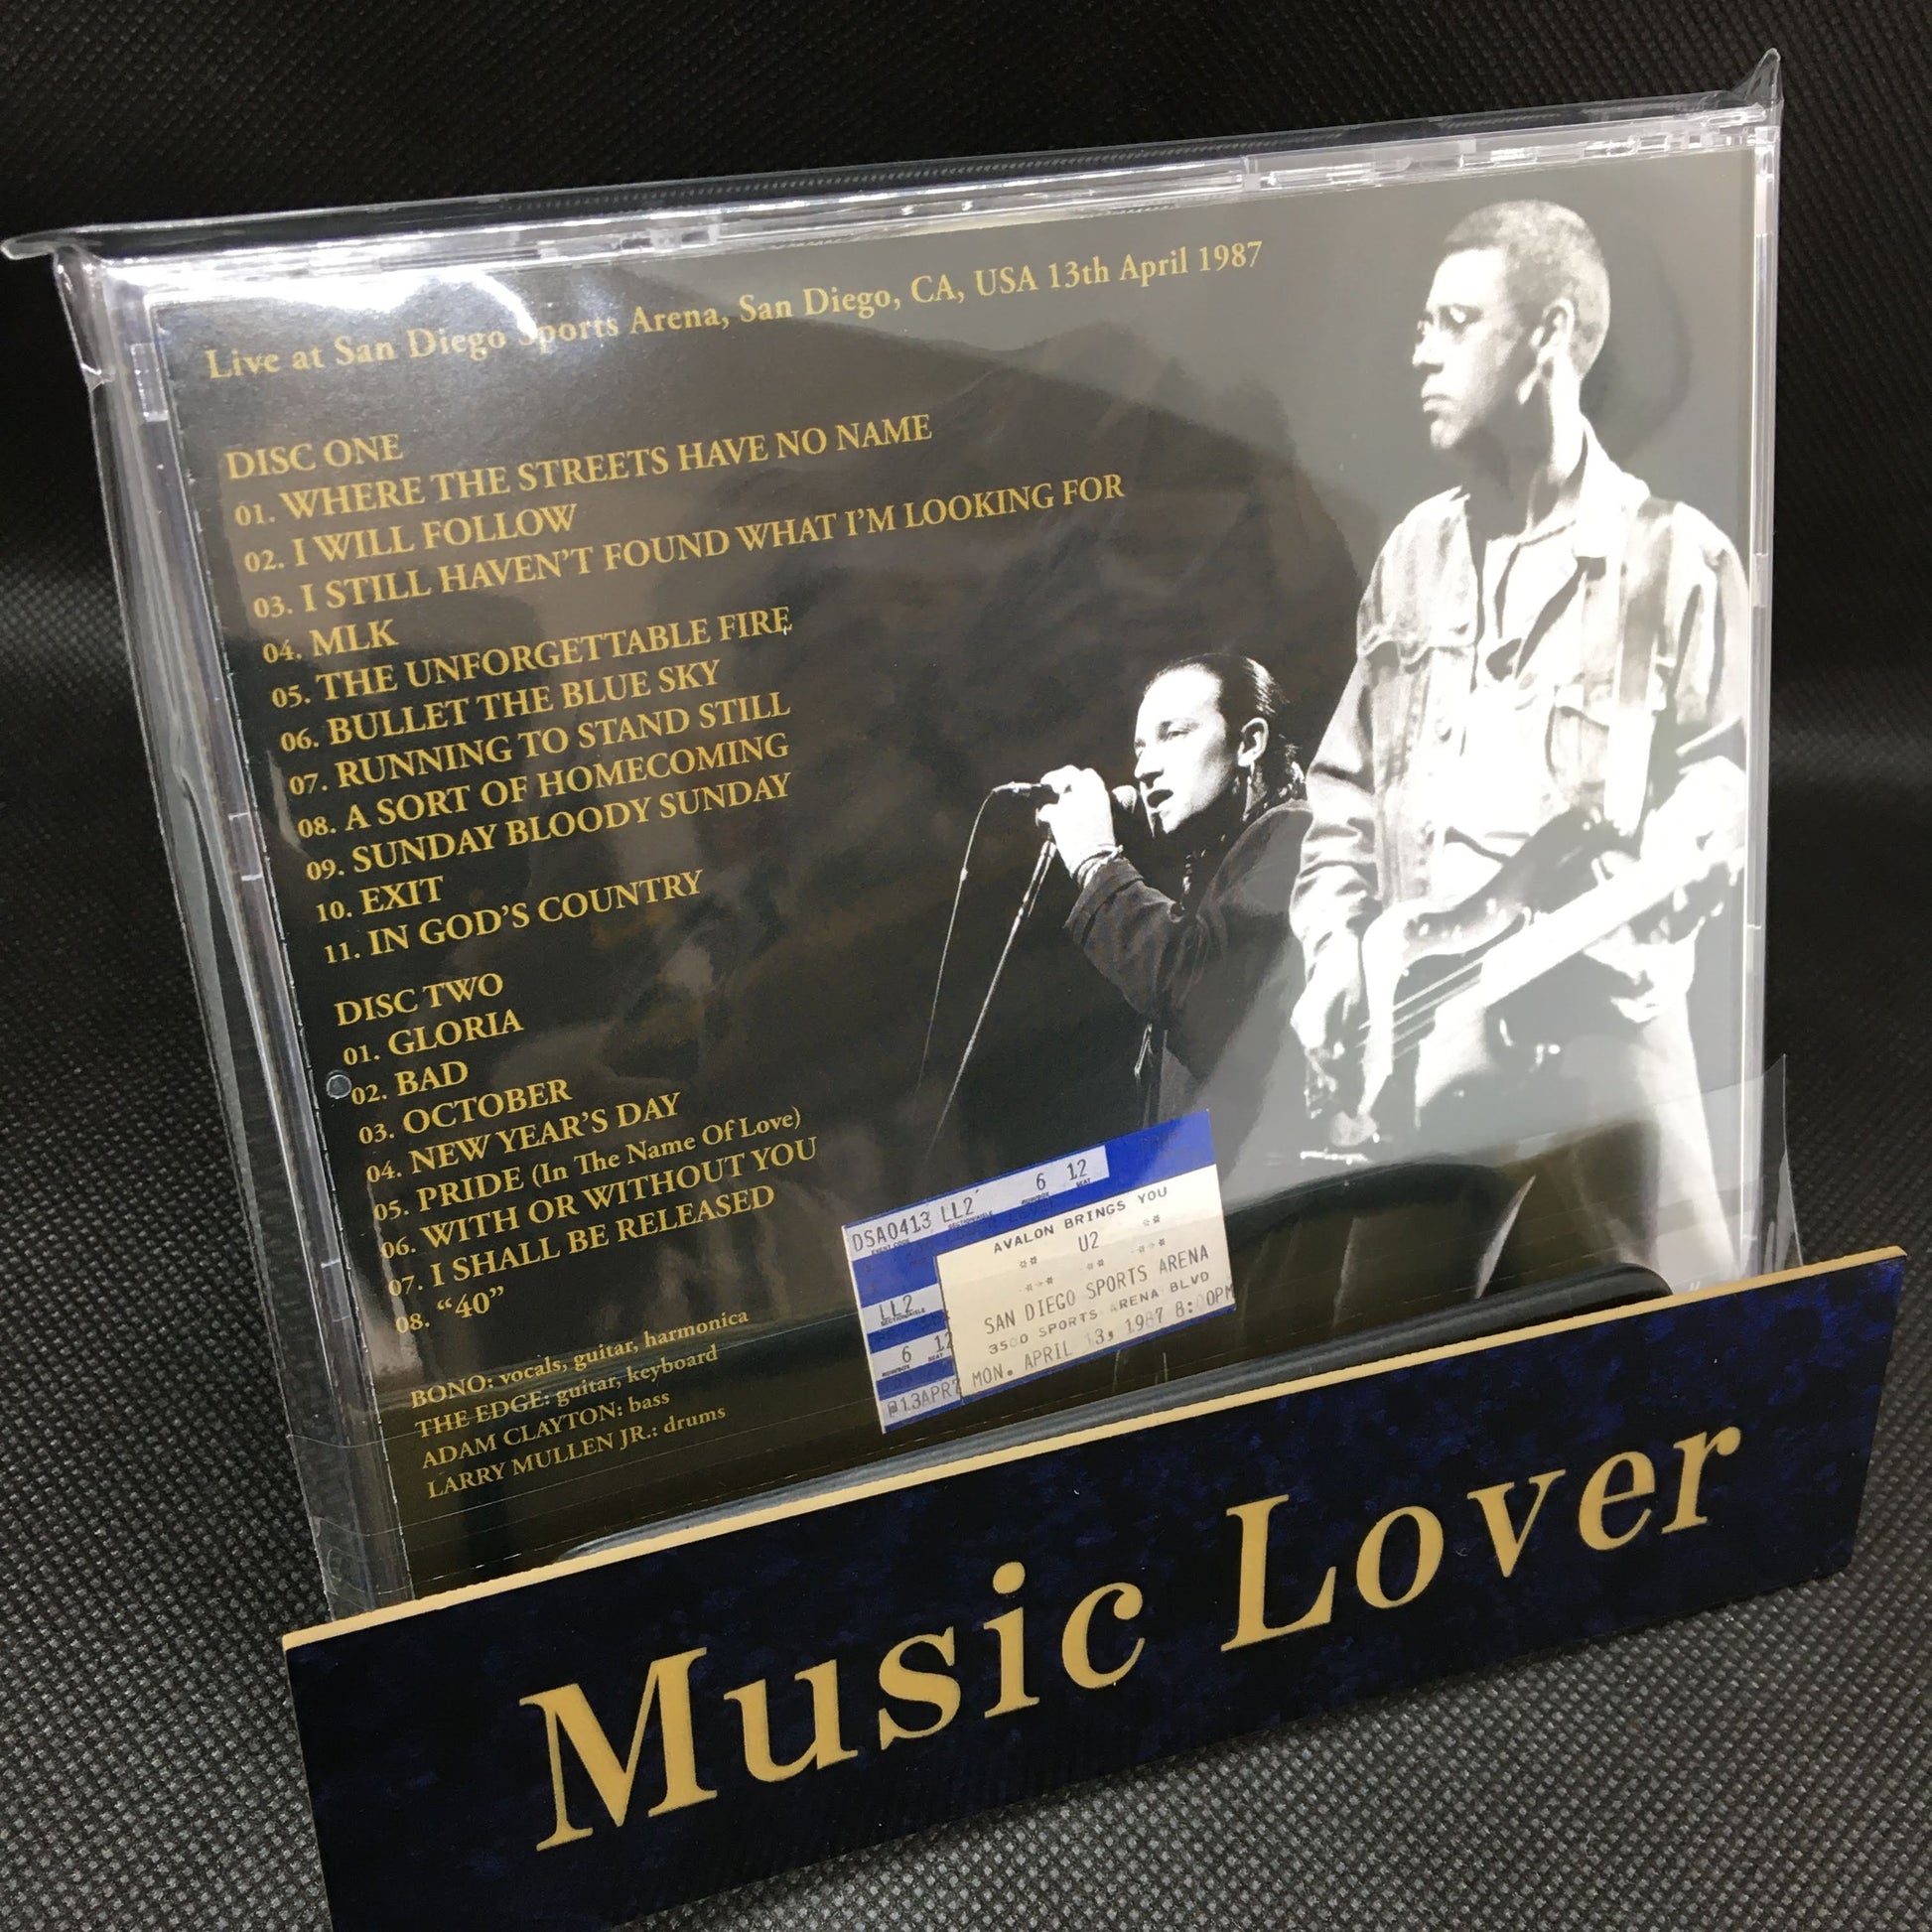 Live at San Diego Sports Arena, San Diego, CA, USA 13th April 1987
DISC ONE
01. WHERE THE STREETS HAVE NO NAME
02. I WILL FOLLOW
03. I STILL HAVEN'T FOUND WHAT I'M LOOKING FOR
04. MLK
05. THE UNFORGETTABLE FIRE
06. BULLET THE BLUE SKY
07. RUNNING TO STAND STILL
08. A SORT OF HOMECOMING
09. SUNDAY BLOODY SUNDAY
10. EXIT
11. IN GOD'S COUNTRY
DISC TWO
01. GLORIA
02. BAD
03. OCTOBER
04. NEW YEAR'S DAY
05. PRIDE (In The Name Of Love)
06. WITH OR WITHOUT YOU
07. I SHALL BE RELEASED
08. “40”
BONO: vocals, guitar, harmonica
THE EDGE: guitar, keyboard
ADAM CLAYTON: bass
LARRY MULLEN JR.: drums
DSA0413 LL2 6 12
LL2
6 12
13APR7
AVALON BRINGS YOU
U2
SAN DIEGO SPORTS ARENA
SPORTS ARENA BLVD
MON. APRIL 13, 1987 8:00PM
Music Lover